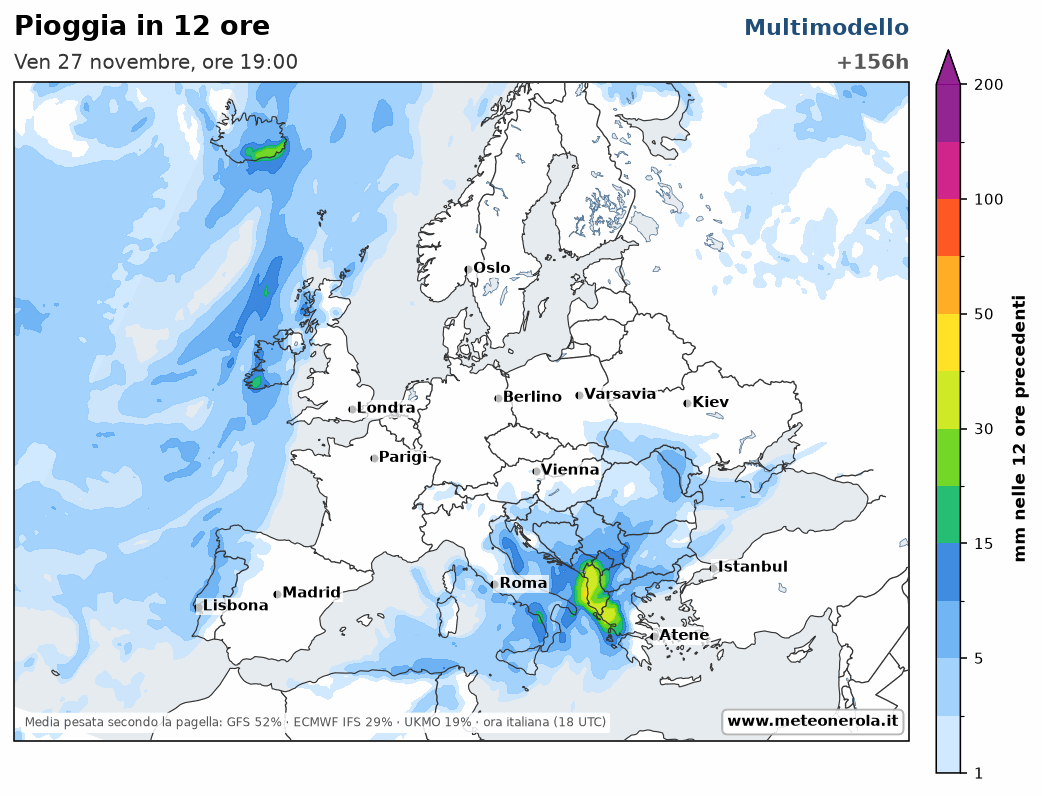 Pioggia in 12 ore
Multimodello
Ven 27 novembre, ore 19:00
+156h
200
100
50
30
15
5
1
mm nelle 12 ore precedenti
Oslo
Berlino
Varsavia
Kiev
Londra
Parigi
Vienna
Istanbul
Roma
Madrid
Lisbona
Atene
Media pesata secondo la pagella: GFS 52% · ECMWF IFS 29% · UKMO 19% · ora italiana (18 UTC)
www.meteonerola.it